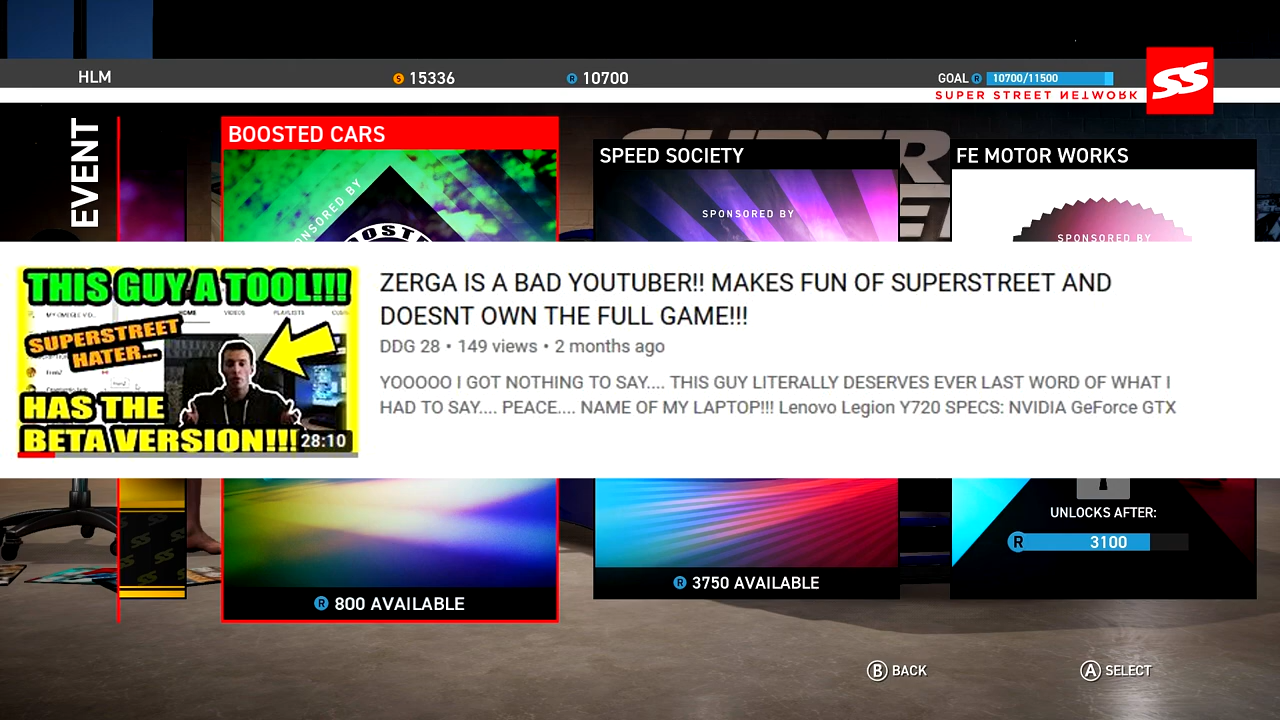 HLM
15336
10700
GOAL R 10700/11500
SUPER STREET NETWORK
SS
EVENT
BOOSTED CARS
SPONSORED BY
SPEED SOCIETY
SPONSORED BY
FE MOTOR WORKS
SPONSORED BY
THIS GUY A TOOL!!!
SUPERSTREET
HATER...
HAS THE
BETA VERSION!!!
28:10
HOME
VIDEOS
PLAYLISTS
ZERGA IS A BAD YOUTUBER!! MAKES FUN OF SUPERSTREET AND
DOESNT OWN THE FULL GAME!!!
DDG 28 • 149 views • 2 months ago
YOOOOO I GOT NOTHING TO SAY.... THIS GUY LITERALLY DESERVES EVER LAST WORD OF WHAT I
HAD TO SAY.... PEACE.... NAME OF MY LAPTOP!!! Lenovo Legion Y720 SPECS: NVIDIA GeForce GTX
R 800 AVAILABLE
R 3750 AVAILABLE
UNLOCKS AFTER:
R 3100
B BACK
A SELECT